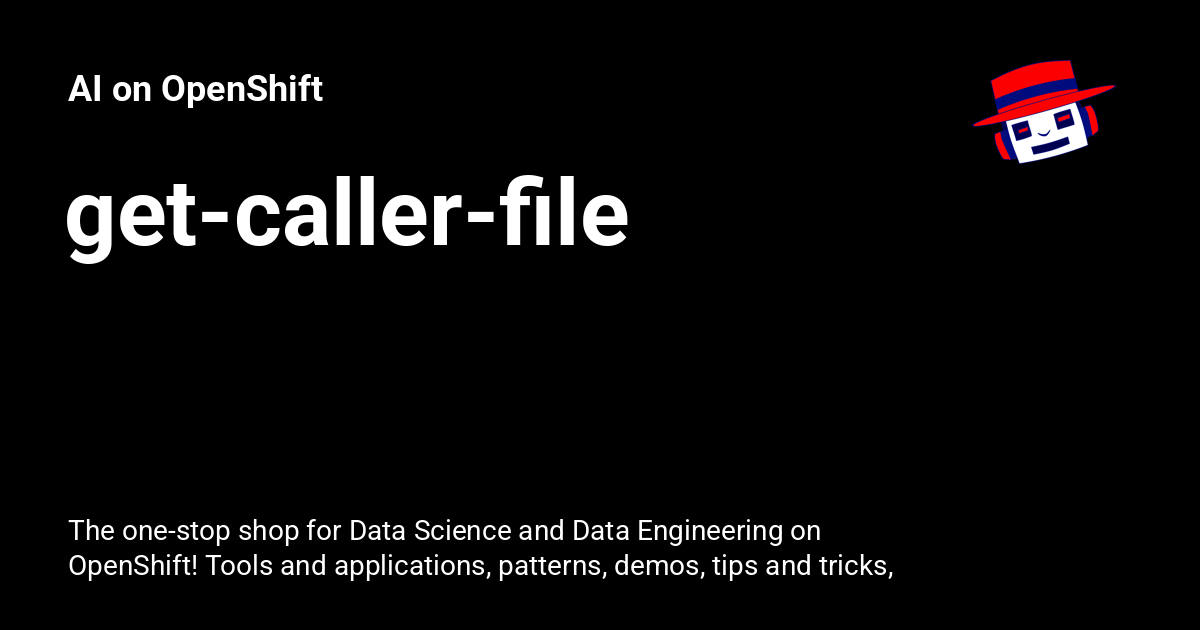 AI on OpenShift
get-caller-file
The one-stop shop for Data Science and Data Engineering on
OpenShift! Tools and applications, patterns, demos, tips and tricks,